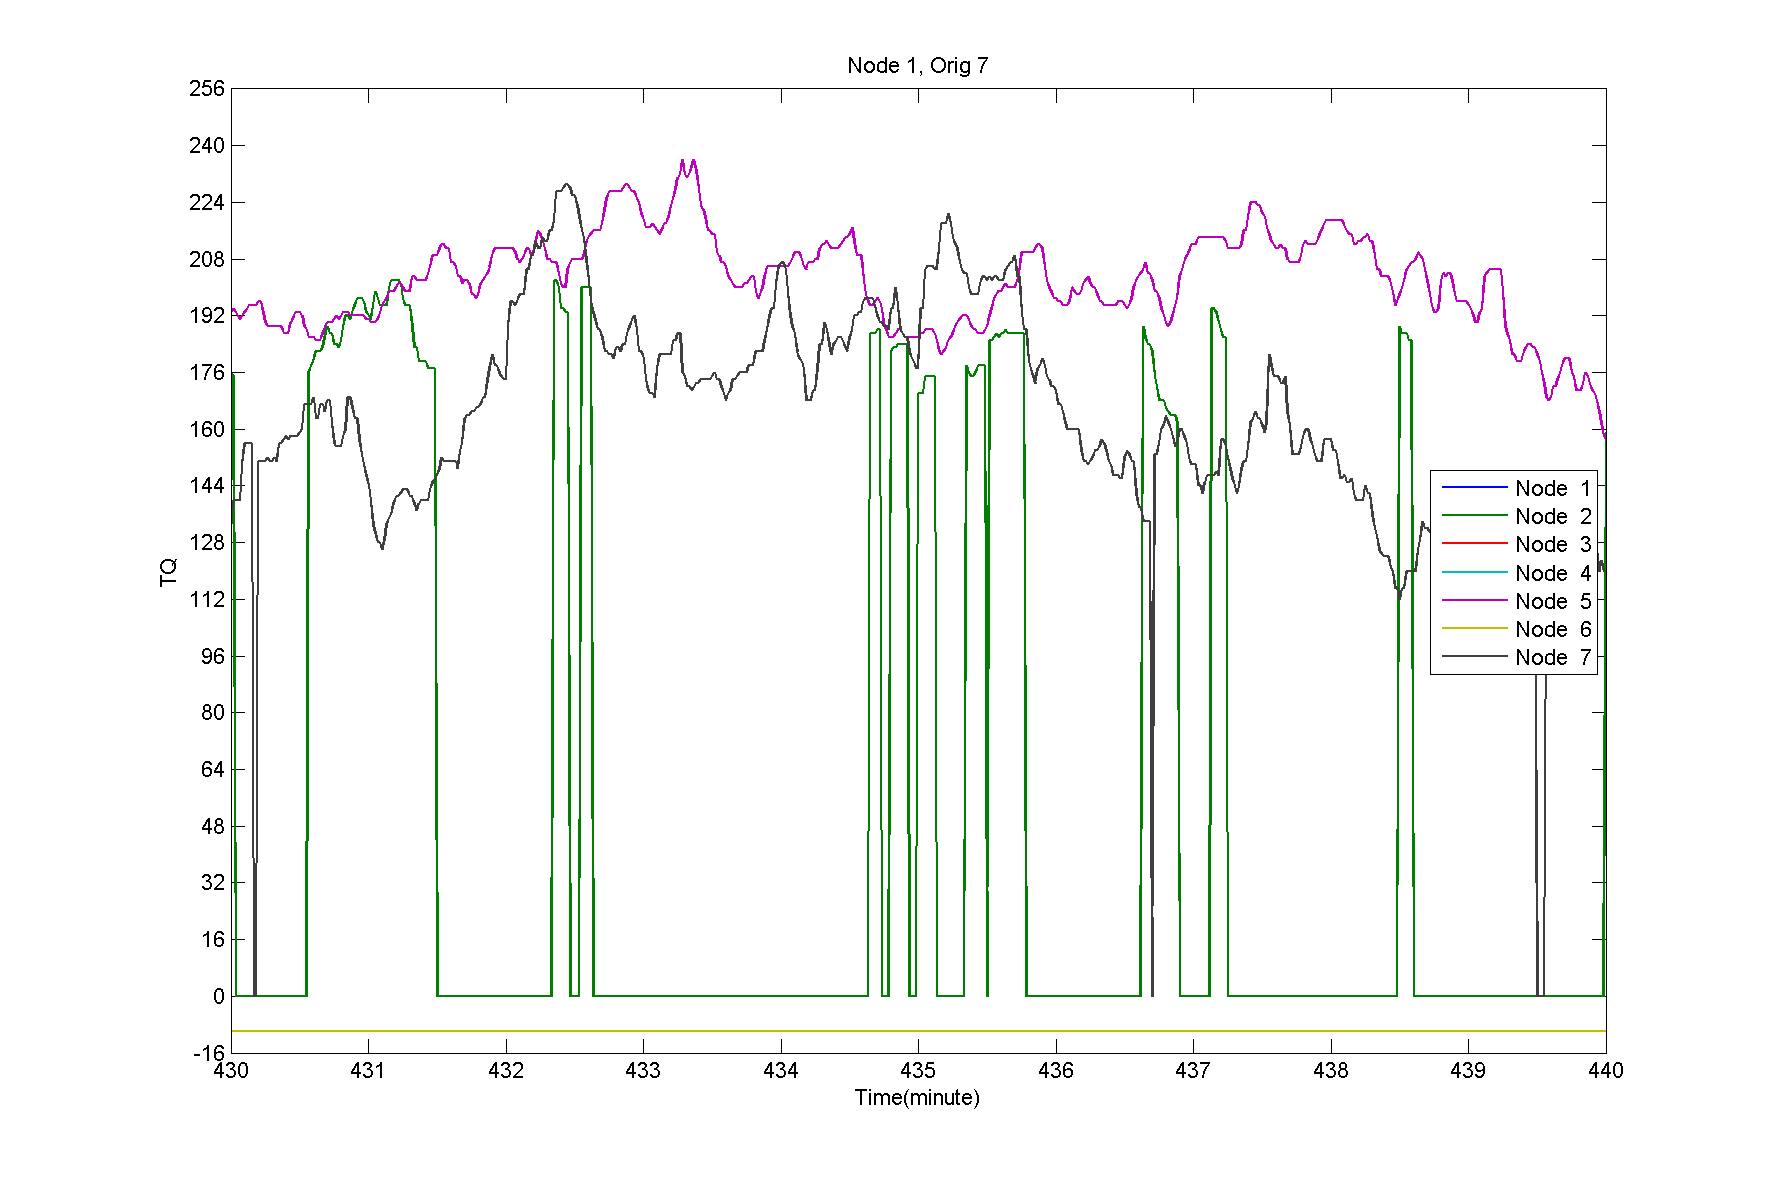 Node 1, Orig 7
256
240
224
208
192
176
160
144
128
112
96
80
64
48
32
16
0
-16
TQ
Node 1
Node 2
Node 3
Node 4
Node 5
Node 6
Node 7
430 431 432 433 434 435 436 437 438 439 440
Time(minute)